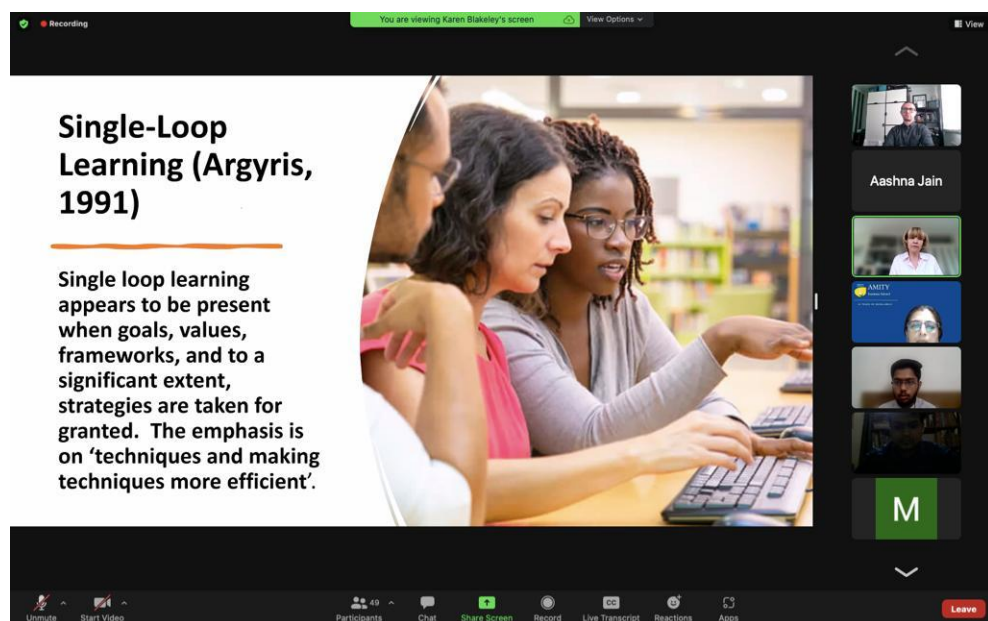 Recording
You are viewing Karen Blakeley's screen
View Options
View
Single-Loop
Learning (Argyris,
1991)
Single loop learning
appears to be present
when goals, values,
frameworks, and to a
significant extent,
strategies are taken for
granted.  The emphasis is
on ‘techniques and making
techniques more efficient’.
Aashna Jain
AMITY
M
Unmute
Start Video
49
Participants
Chat
Share Screen
Record
CC
Live Transcript
Reactions
Apps
Leave